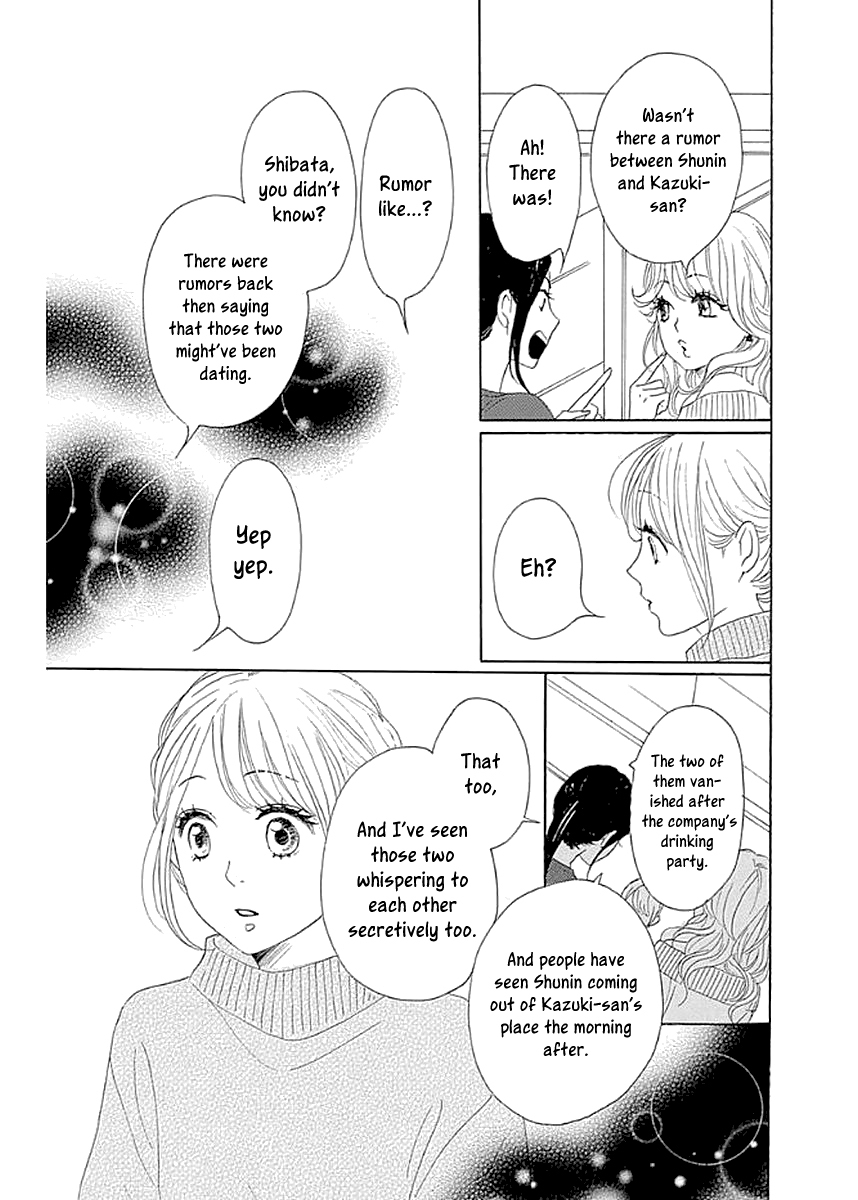 Wasn't
there a rumor
between Shunin
and Kazuki-
san?
Ah!
There
was!
Eh?
Rumor
like...?
Shibata,
you didn't
know?
There were
rumors back
then saying
that those two
might've been
dating.
Yep
yep.
The two of
them van-
ished after
the company's
drinking
party.
And people have
seen Shunin coming
out of Kazuki-san's
place the morning
after.
That
too,
And I've seen
those two
whispering to
each other
secretively too.